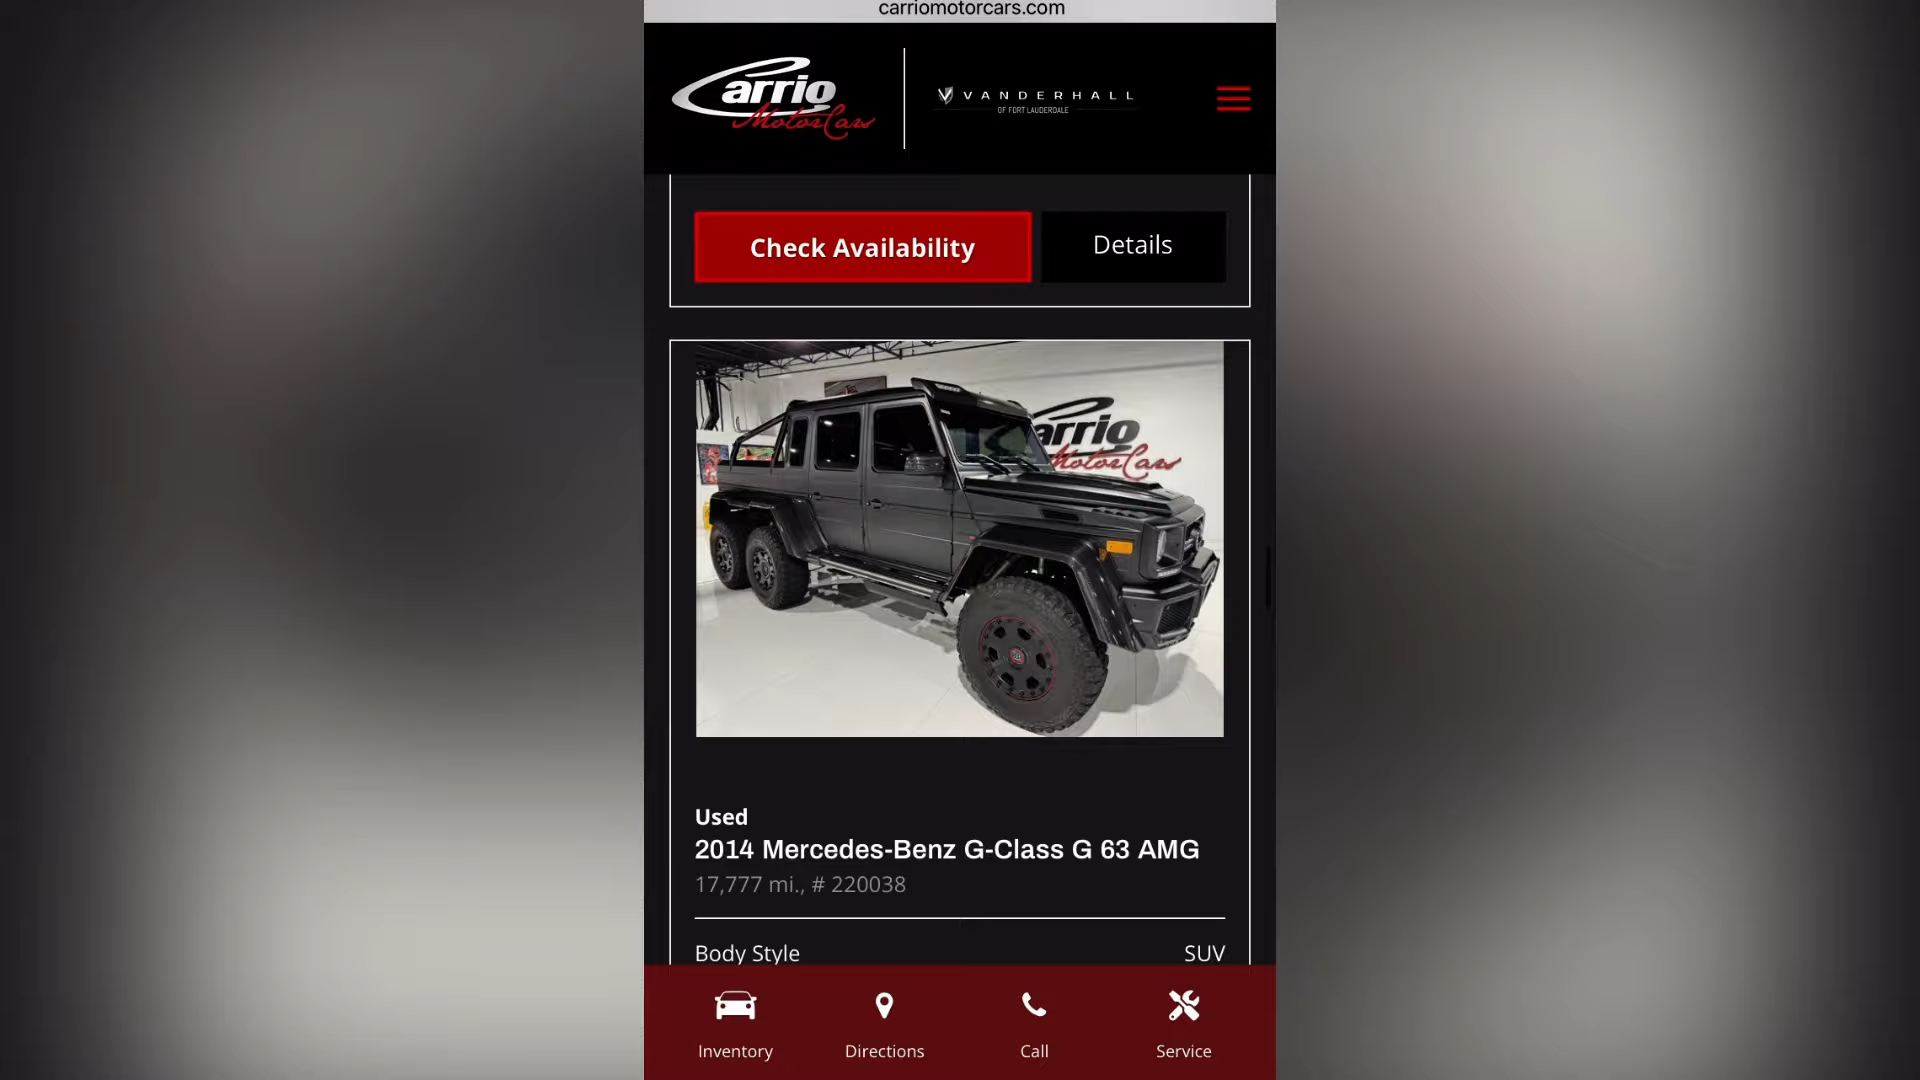 carriomotorcars.com
Carrio
MotorCars
VANDERHALL
OF FORT LAUDERDALE
Check Availability
Details
Carrio
MotorCars
Used
2014 Mercedes-Benz G-Class G 63 AMG
17,777 mi., # 220038
Body Style SUV
Inventory Directions Call Service